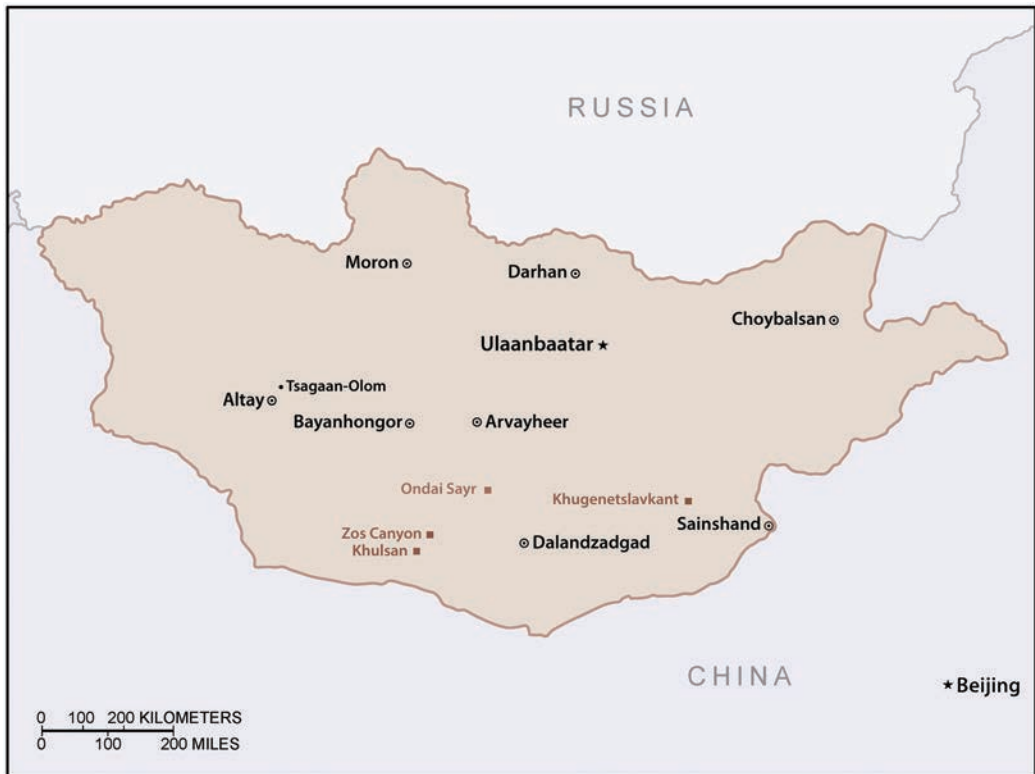 RUSSIA
Moron
Darhan
Choybalsan
Ulaanbaatar
Tsagaan-Olom
Altay
Bayanhongor
Arvayheer
Ondai Sayr
Khugenetslavkant
Sainshand
Zos Canyon
Dalandzadgad
Khulsan
CHINA
Beijing
0 100 200 KILOMETERS
0 100 200 MILES